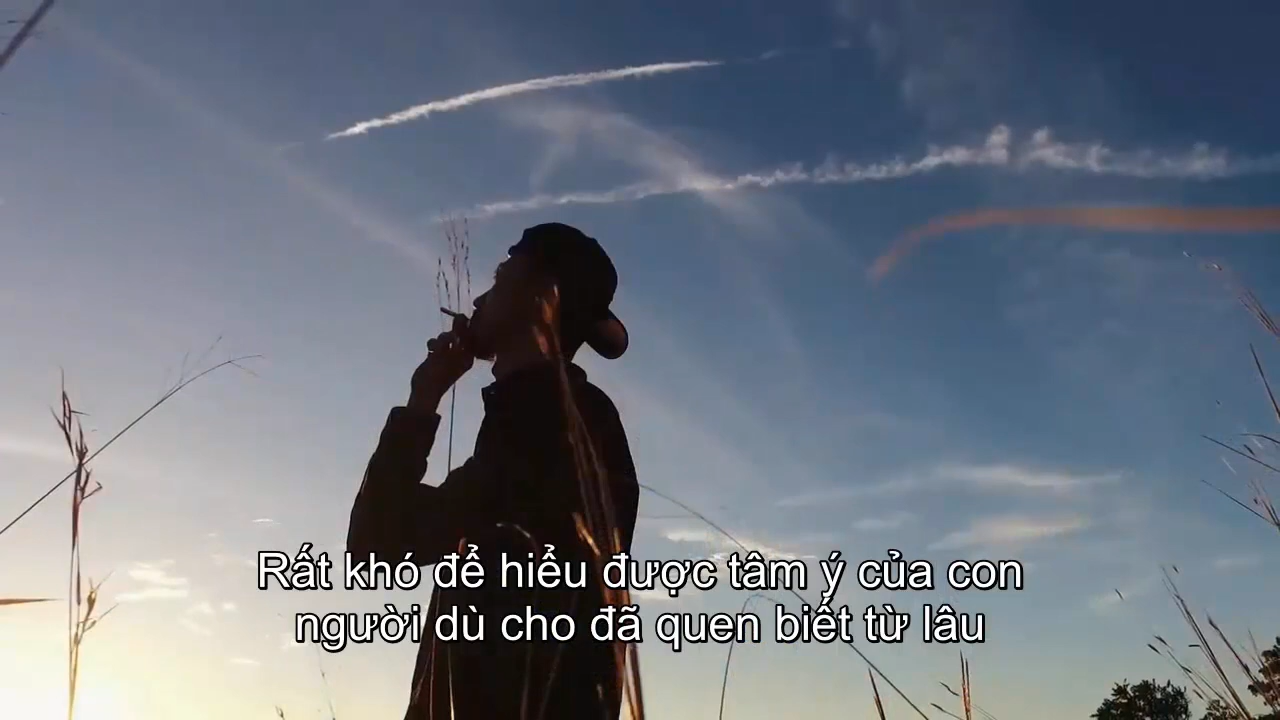 Rất khó để hiểu được tâm ý của con
người dù cho đã quen biết từ lâu